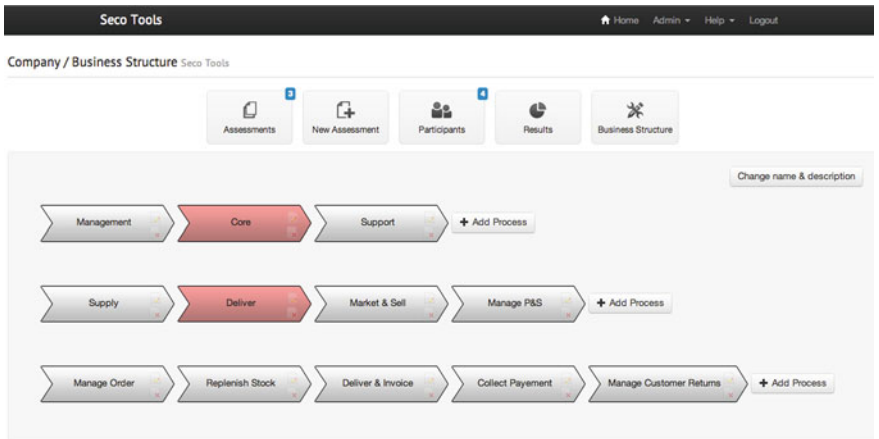 Seco Tools Home Admin Help Logout
Company / Business Structure Seco Tools
3 4
Assessments New Assessment Participants Results Business Structure
Change name & description
Management Core Support + Add Process
Supply Deliver Market & Sell Manage P&S + Add Process
Manage Order Replenish Stock Deliver & Invoice Collect Payement Manage Customer Returns + Add Process